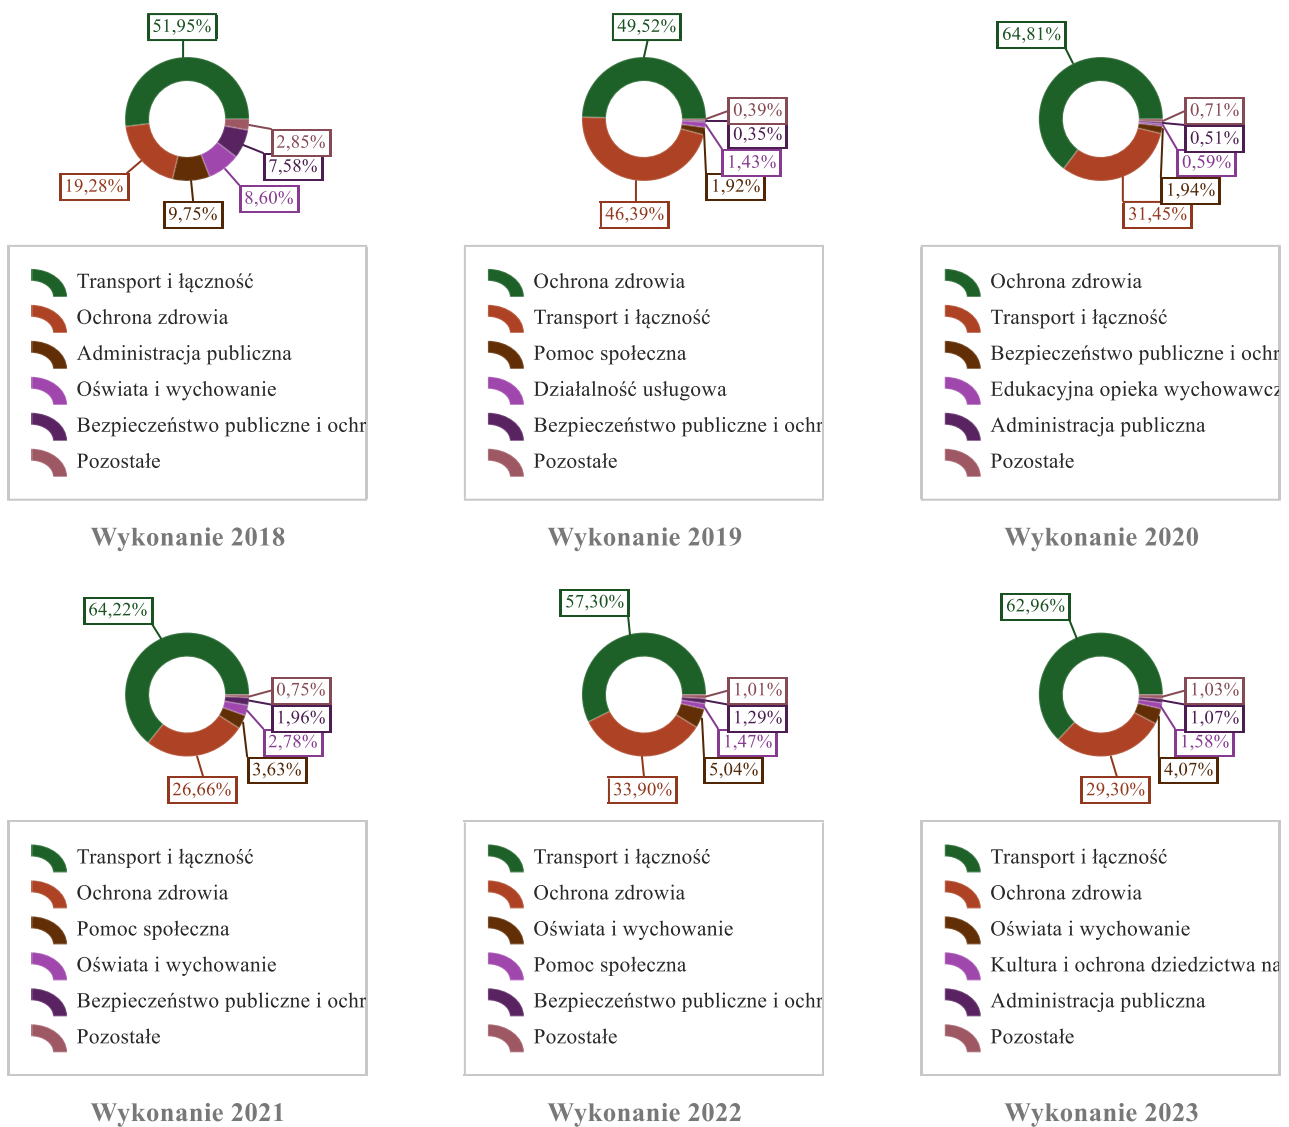 51,95%
2,85%
7,58%
8,60%
9,75%
19,28%
Transport i łączność
Ochrona zdrowia
Administracja publiczna
Oświata i wychowanie
Bezpieczeństwo publiczne i ochr
Pozostałe
Wykonanie 2018
49,52%
0,39%
0,35%
1,43%
1,92%
46,39%
Ochrona zdrowia
Transport i łączność
Pomoc społeczna
Działalność usługowa
Bezpieczeństwo publiczne i ochr
Pozostałe
Wykonanie 2019
64,81%
0,71%
0,51%
0,59%
1,94%
31,45%
Ochrona zdrowia
Transport i łączność
Bezpieczeństwo publiczne i ochr
Edukacyjna opieka wychowawcz
Administracja publiczna
Pozostałe
Wykonanie 2020
64,22%
0,75%
1,96%
2,78%
3,63%
26,66%
Transport i łączność
Ochrona zdrowia
Pomoc społeczna
Oświata i wychowanie
Bezpieczeństwo publiczne i ochr
Pozostałe
Wykonanie 2021
57,30%
1,01%
1,29%
1,47%
5,04%
33,90%
Transport i łączność
Ochrona zdrowia
Oświata i wychowanie
Pomoc społeczna
Bezpieczeństwo publiczne i ochr
Pozostałe
Wykonanie 2022
62,96%
1,03%
1,07%
1,58%
4,07%
29,30%
Transport i łączność
Ochrona zdrowia
Oświata i wychowanie
Kultura i ochrona dziedzictwa na
Administracja publiczna
Pozostałe
Wykonanie 2023